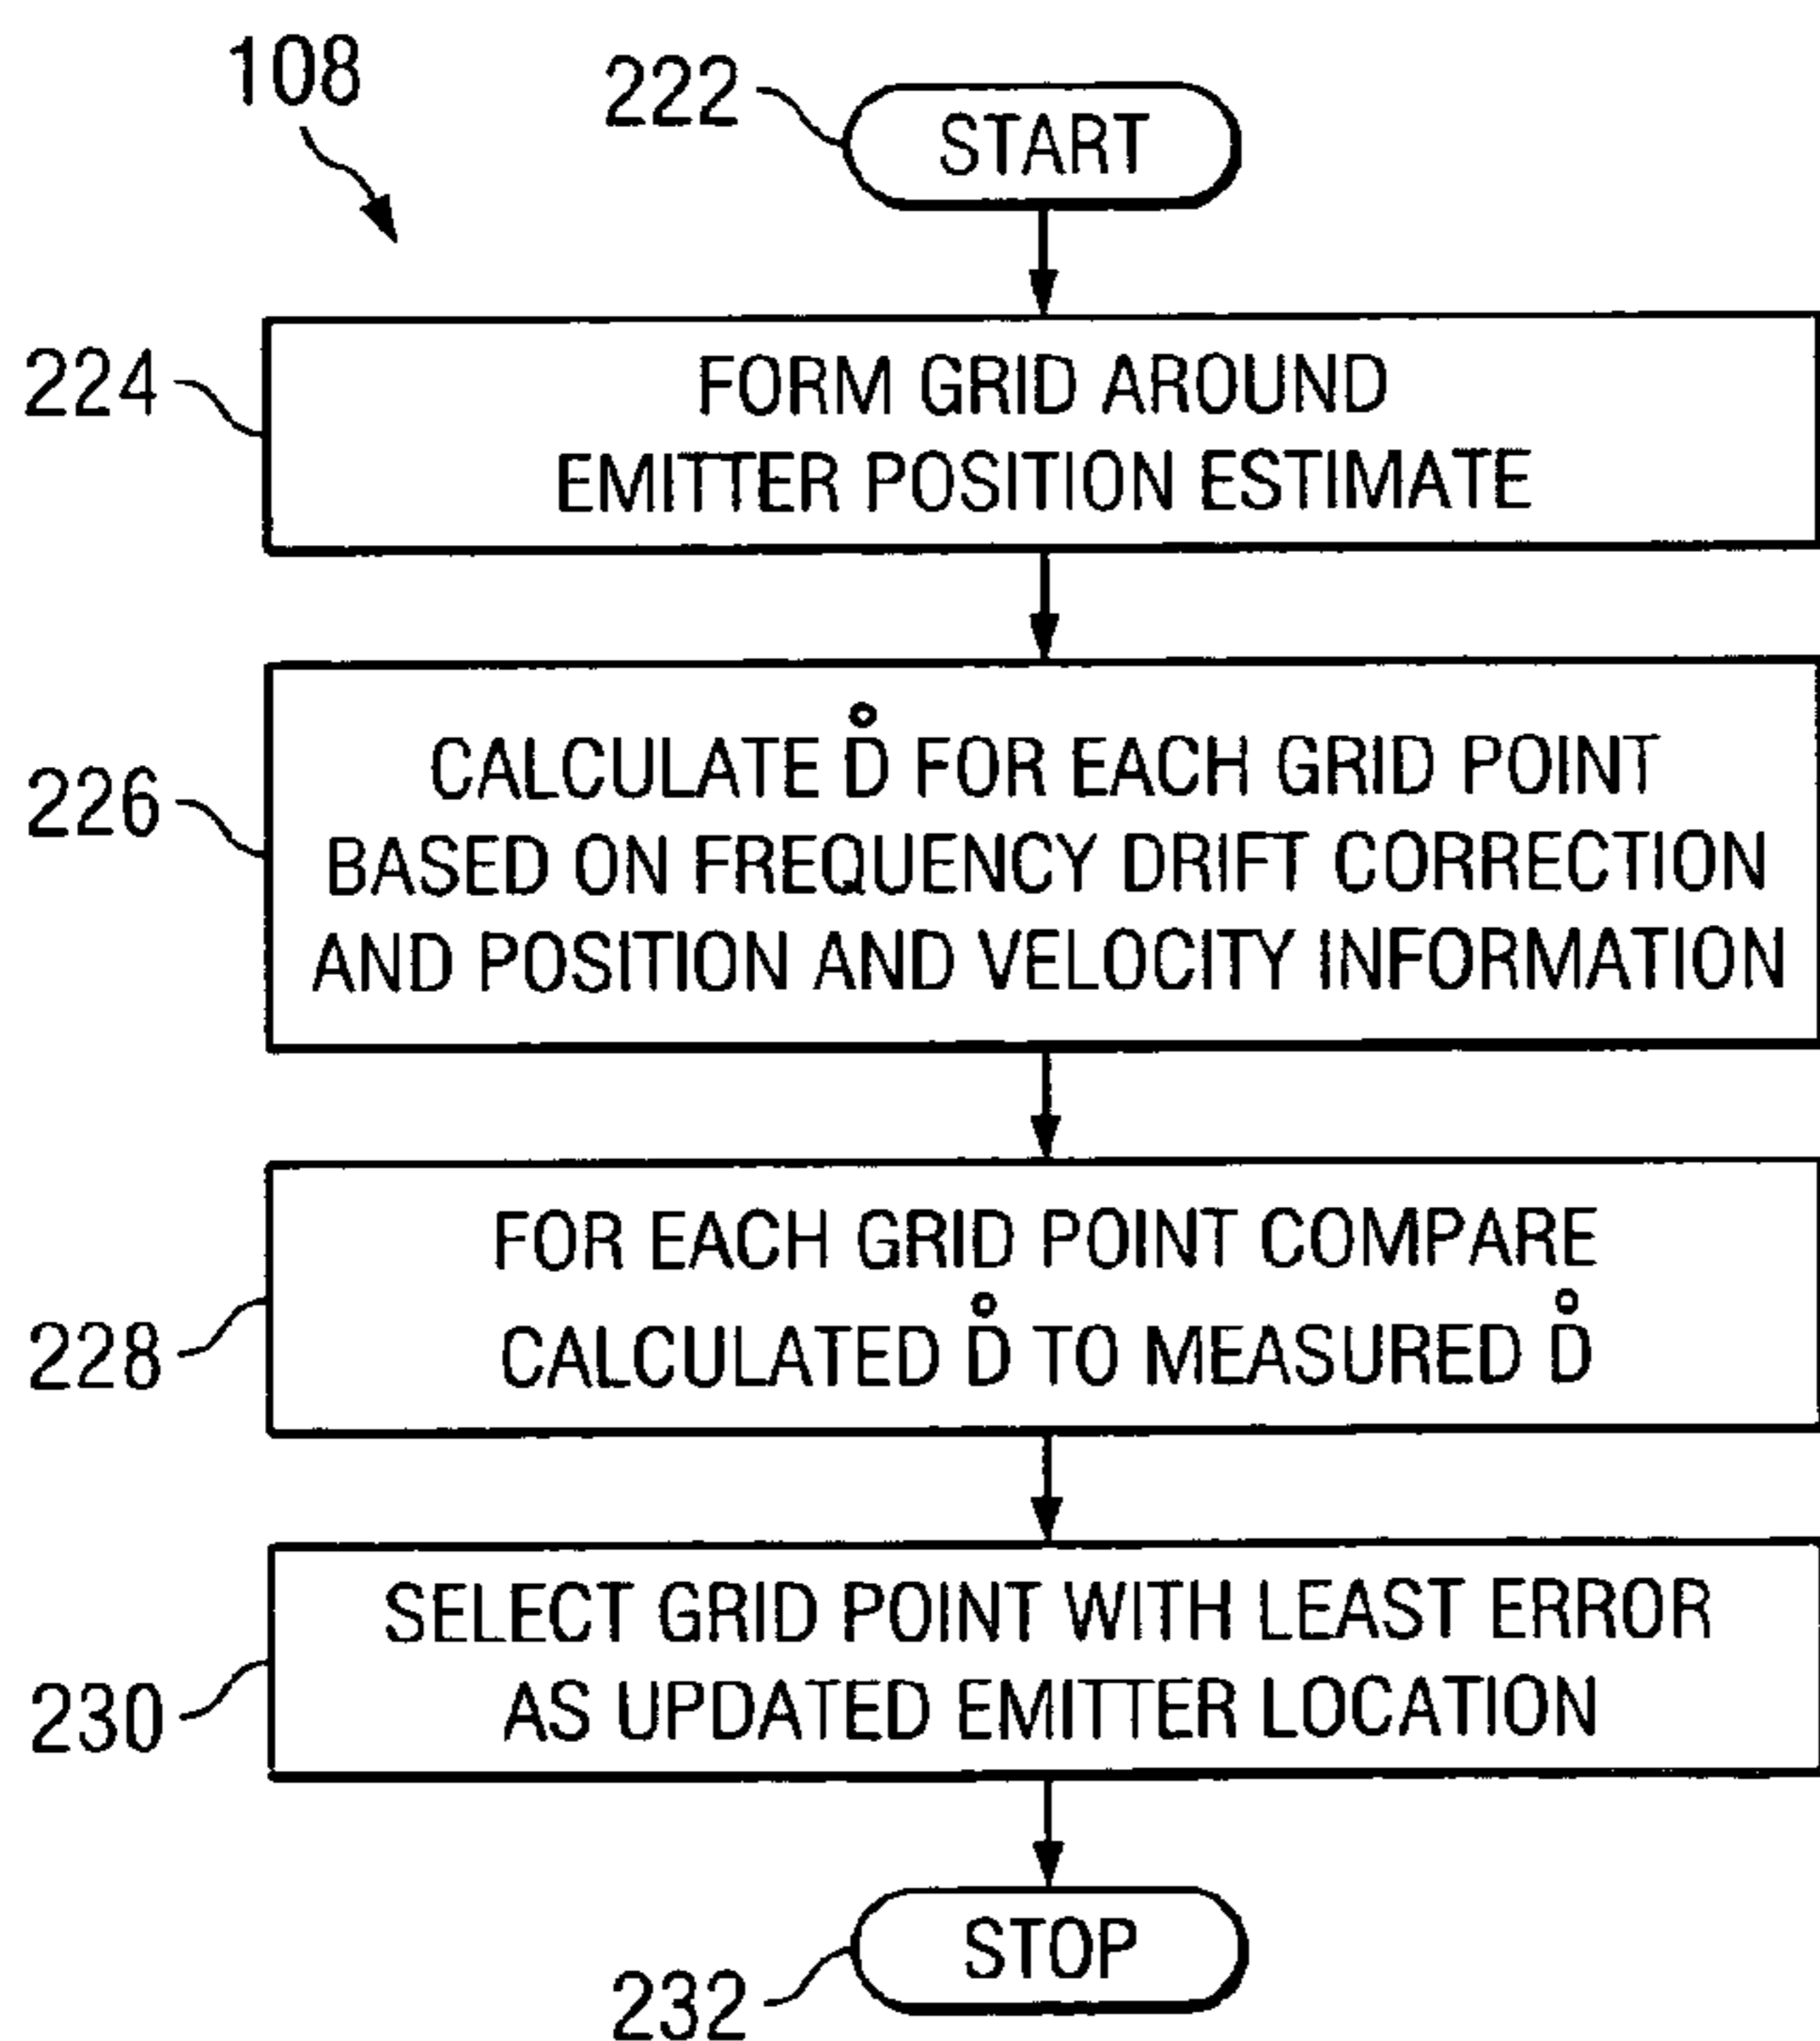 108
222
START
224
FORM GRID AROUND
EMITTER POSITION ESTIMATE
226
CALCULATE D̊ FOR EACH GRID POINT
BASED ON FREQUENCY DRIFT CORRECTION
AND POSITION AND VELOCITY INFORMATION
228
FOR EACH GRID POINT COMPARE
CALCULATED D̊ TO MEASURED D̊
230
SELECT GRID POINT WITH LEAST ERROR
AS UPDATED EMITTER LOCATION
232
STOP